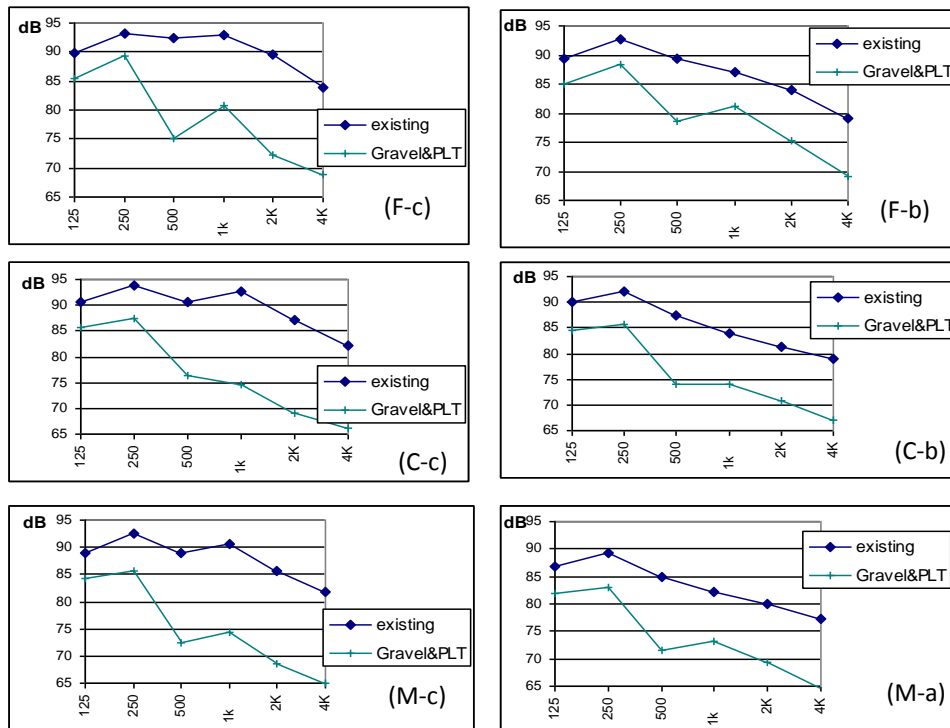 dB
95
90
85
80
75
70
65
125
250
500
1k
2K
4K
existing
Gravel&PLT
(F-c)
dB
95
90
85
80
75
70
65
125
250
500
1k
2K
4K
existing
Gravel&PLT
(F-b)
dB
95
90
85
80
75
70
65
125
250
500
1k
2K
4K
existing
Gravel&PLT
(C-c)
dB
95
90
85
80
75
70
65
125
250
500
1k
2K
4K
existing
Gravel&PLT
(C-b)
dB
95
90
85
80
75
70
65
125
250
500
1k
2K
4K
existing
Gravel&PLT
(M-c)
dB
95
90
85
80
75
70
65
125
250
500
1k
2K
4K
existing
Gravel&PLT
(M-a)